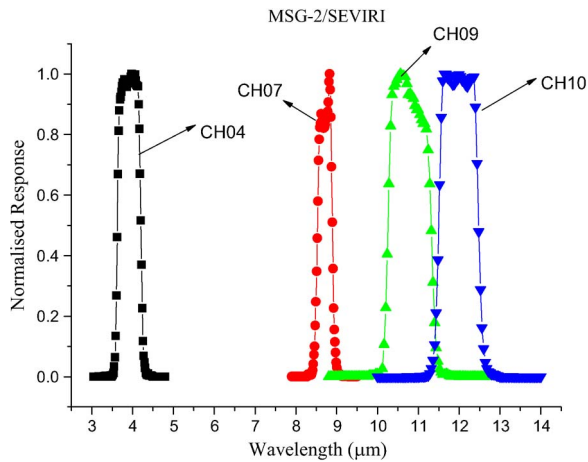 MSG-2/SEVIRI
CH09
CH07
CH10
CH04
Normalised Response
1.0
0.8
0.6
0.4
0.2
0.0
3 4 5 6 7 8 9 10 11 12 13 14
Wavelength (μm)